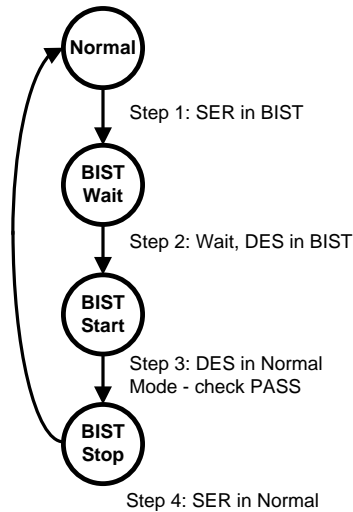 Normal
Step 1: SER in BIST
BIST
Wait
Step 2: Wait, DES in BIST
BIST
Start
Step 3: DES in Normal
Mode - check PASS
BIST
Stop
Step 4: SER in Normal